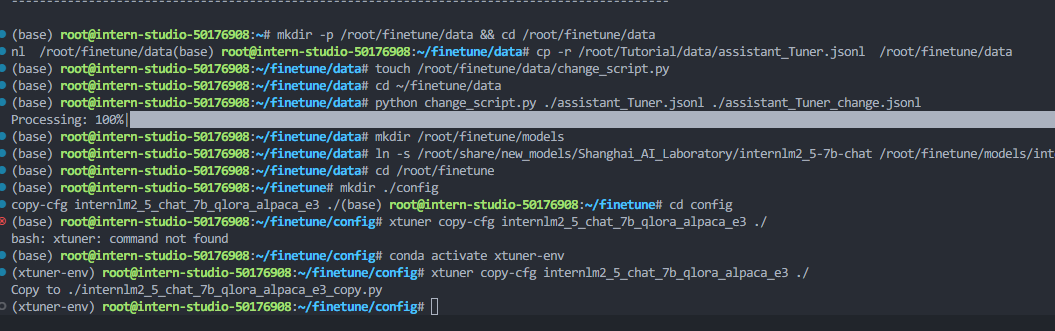 (base) root@intern-studio-50176908:~# mkdir -p /root/finetune/data && cd /root/finetune/data
nl  /root/finetune/data(base) root@intern-studio-50176908:~/finetune/data# cp -r /root/Tutorial/data/assistant_Tuner.jsonl  /root/finetune/data
(base) root@intern-studio-50176908:~/finetune/data# touch /root/finetune/data/change_script.py
(base) root@intern-studio-50176908:~/finetune/data# cd ~/finetune/data
(base) root@intern-studio-50176908:~/finetune/data# python change_script.py ./assistant_Tuner.jsonl ./assistant_Tuner_change.jsonl
Processing: 100%|
(base) root@intern-studio-50176908:~/finetune/data# mkdir /root/finetune/models
(base) root@intern-studio-50176908:~/finetune/data# ln -s /root/share/new_models/Shanghai_AI_Laboratory/internlm2_5-7b-chat /root/finetune/models/int
(base) root@intern-studio-50176908:~/finetune/data# cd /root/finetune
(base) root@intern-studio-50176908:~/finetune# mkdir ./config
copy-cfg internlm2_5_chat_7b_qlora_alpaca_e3 ./(base) root@intern-studio-50176908:~/finetune# cd config
(base) root@intern-studio-50176908:~/finetune/config# xtuner copy-cfg internlm2_5_chat_7b_qlora_alpaca_e3 ./
bash: xtuner: command not found
(base) root@intern-studio-50176908:~/finetune/config# conda activate xtuner-env
(xtuner-env) root@intern-studio-50176908:~/finetune/config# xtuner copy-cfg internlm2_5_chat_7b_qlora_alpaca_e3 ./
Copy to ./internlm2_5_chat_7b_qlora_alpaca_e3_copy.py
(xtuner-env) root@intern-studio-50176908:~/finetune/config#